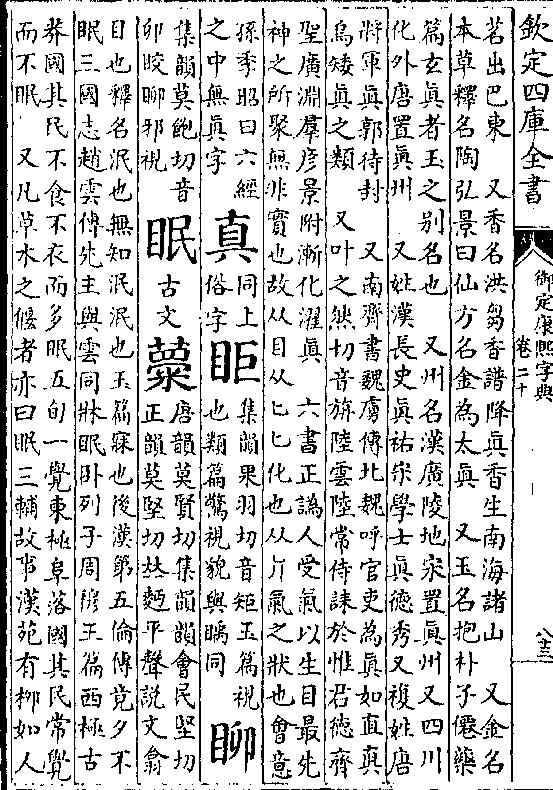 欽定四庫全書
御定康熙字典
卷二十
茗出巴東 又香名洪芻香譜降眞香生南海諸山 又金名
本草釋名陶弘景曰仙方名金為太眞 又玉名抱朴子僊藥
篇玄眞者玉之别名也 又州名漢廣陵地宋置眞州又四川
化外唐置眞州 又姓漢長史眞祐宋學士眞德秀又複姓唐
將軍眞郭待封 又南齊書魏虜傳北魏呼官吏為眞如直眞
烏矮眞之類 又叶之然切音旃陸雲陸常侍誄於惟君德齊
聖廣淵羣彦景附漸化濯眞 六書正譌人受氣以生目最先
神之所聚無非實也故从目从匕匕化也从丌氣之狀也會意
孫季昭曰六經
之中無眞字
真
同上
俗字
眗
集韻果羽切音矩玉篇視
也類篇驚視貌與瞴同
聊
集韻莫飽切音
卯䀹聊邪視
眠
古文
蘃
唐韻莫賢切集韻韻會民堅切
正韻莫堅切𠀤麪平聲説文翕
目也釋名泯也無知泯泯也玉篇寐也後漢第五倫傳竟夕不
眠三國志趙雲傳先主與雲同牀眠卧列子周穆王篇西極古
莽國其民不食不衣而多眠五旬一覺東極阜落國其民常覺
而不眠 又凡草木之偃者亦曰眠三輔故事漢苑有柳如人